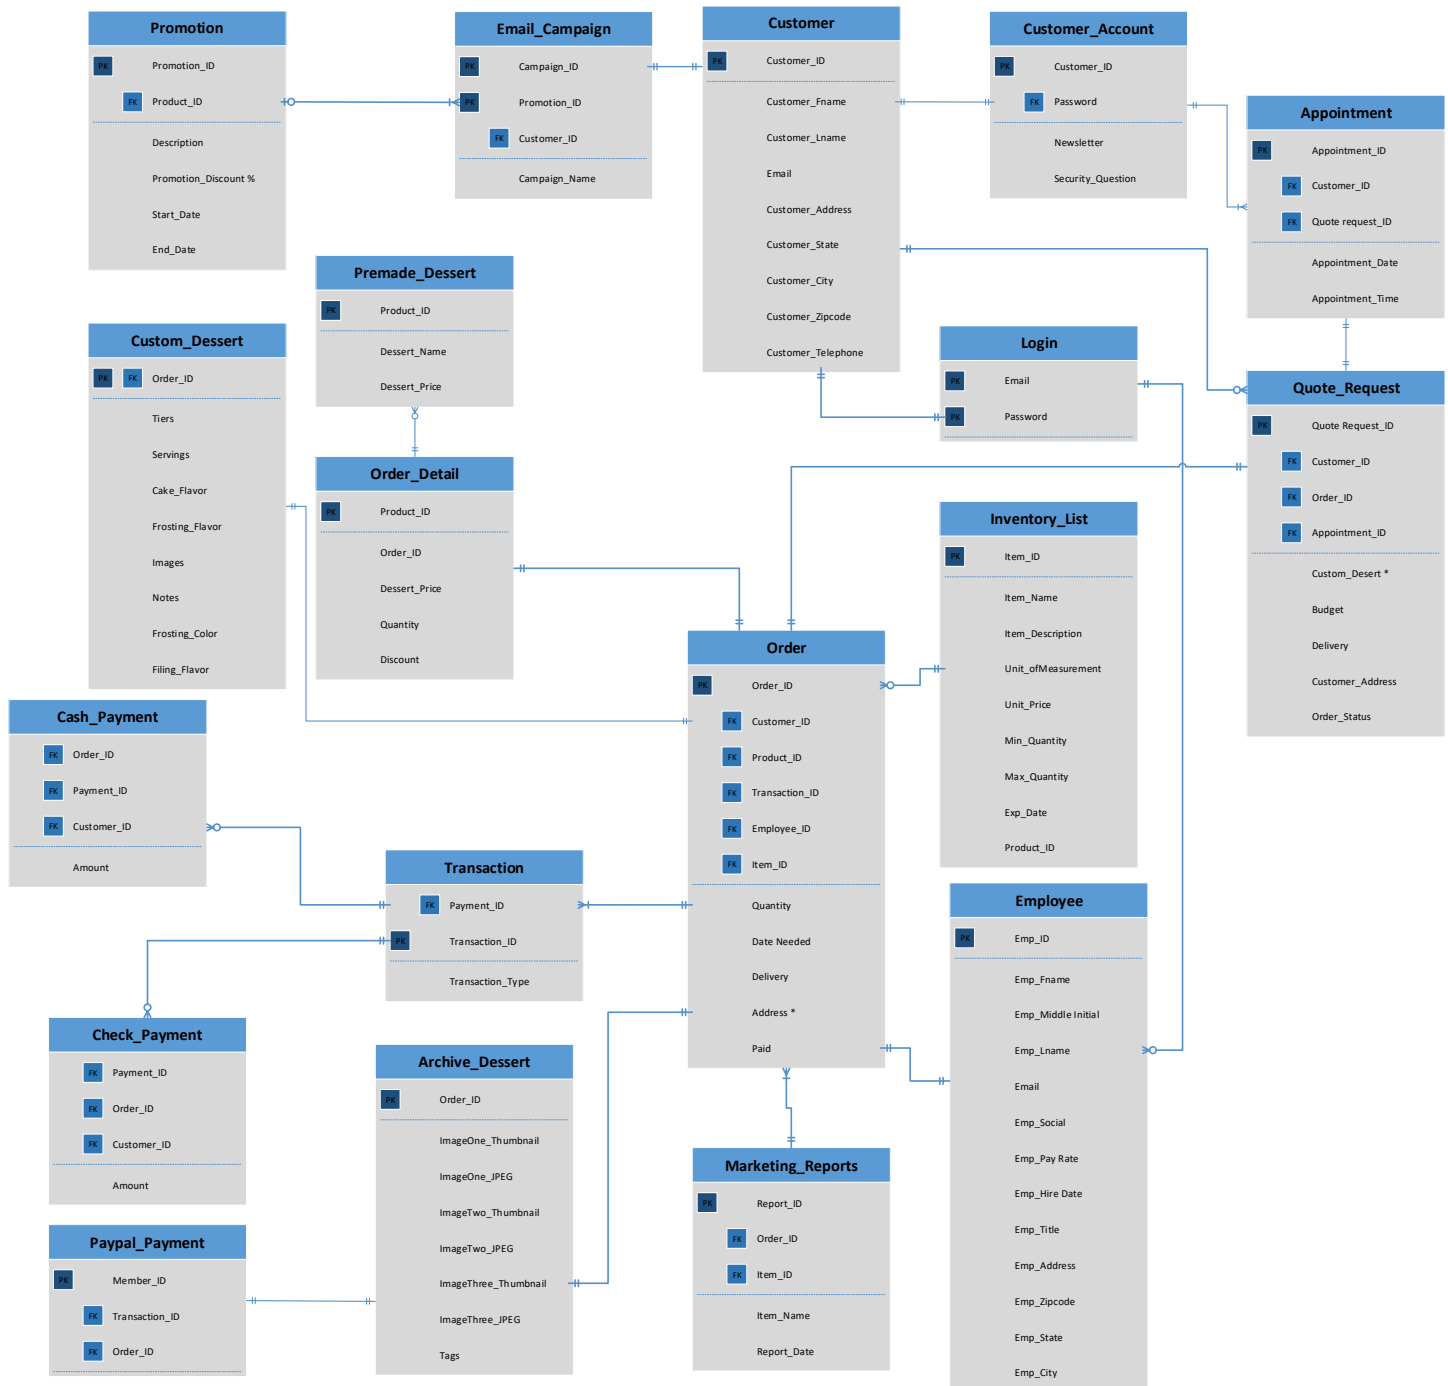 Promotion
PK Promotion_ID
FK Product_ID
Description
Promotion_Discount %
Start_Date
End_Date
Email_Campaign
PK Campaign_ID
PK Promotion_ID
FK Customer_ID
Campaign_Name
Customer
PK Customer_ID
Customer_Fname
Customer_Lname
Email
Customer_Address
Customer_State
Customer_City
Customer_Zipcode
Customer_Telephone
Customer_Account
PK Customer_ID
FK Password
Newsletter
Security_Question
Appointment
PK Appointment_ID
FK Customer_ID
FK Quote request_ID
Appointment_Date
Appointment_Time
Premade_Dessert
PK Product_ID
Dessert_Name
Dessert_Price
Custom_Dessert
PK FK Order_ID
Tiers
Servings
Cake_Flavor
Frosting_Flavor
Images
Notes
Frosting_Color
Filing_Flavor
Login
PK Email
PK Password
Quote_Request
PK Quote Request_ID
FK Customer_ID
FK Order_ID
FK Appointment_ID
Custom_Desert *
Budget
Delivery
Customer_Address
Order_Status
Order_Detail
PK Product_ID
Order_ID
Dessert_Price
Quantity
Discount
Inventory_List
PK Item_ID
Item_Name
Item_Description
Unit_ofMeasurement
Unit_Price
Min_Quantity
Max_Quantity
Exp_Date
Product_ID
Order
PK Order_ID
FK Customer_ID
FK Product_ID
FK Transaction_ID
FK Employee_ID
FK Item_ID
Quantity
Date Needed
Delivery
Address *
Paid
Cash_Payment
FK Order_ID
FK Payment_ID
FK Customer_ID
Amount
Transaction
FK Payment_ID
PK Transaction_ID
Transaction_Type
Employee
PK Emp_ID
Emp_Fname
Emp_Middle Initial
Emp_Lname
Email
Emp_Social
Emp_Pay Rate
Emp_Hire Date
Emp_Title
Emp_Address
Emp_Zipcode
Emp_State
Emp_City
Check_Payment
FK Payment_ID
FK Order_ID
FK Customer_ID
Amount
Archive_Dessert
PK Order_ID
ImageOne_Thumbnail
ImageOne_JPEG
ImageTwo_Thumbnail
ImageTwo_JPEG
ImageThree_Thumbnail
ImageThree_JPEG
Tags
Marketing_Reports
PK Report_ID
FK Order_ID
FK Item_ID
Item_Name
Report_Date
Paypal_Payment
PK Member_ID
FK Transaction_ID
FK Order_ID